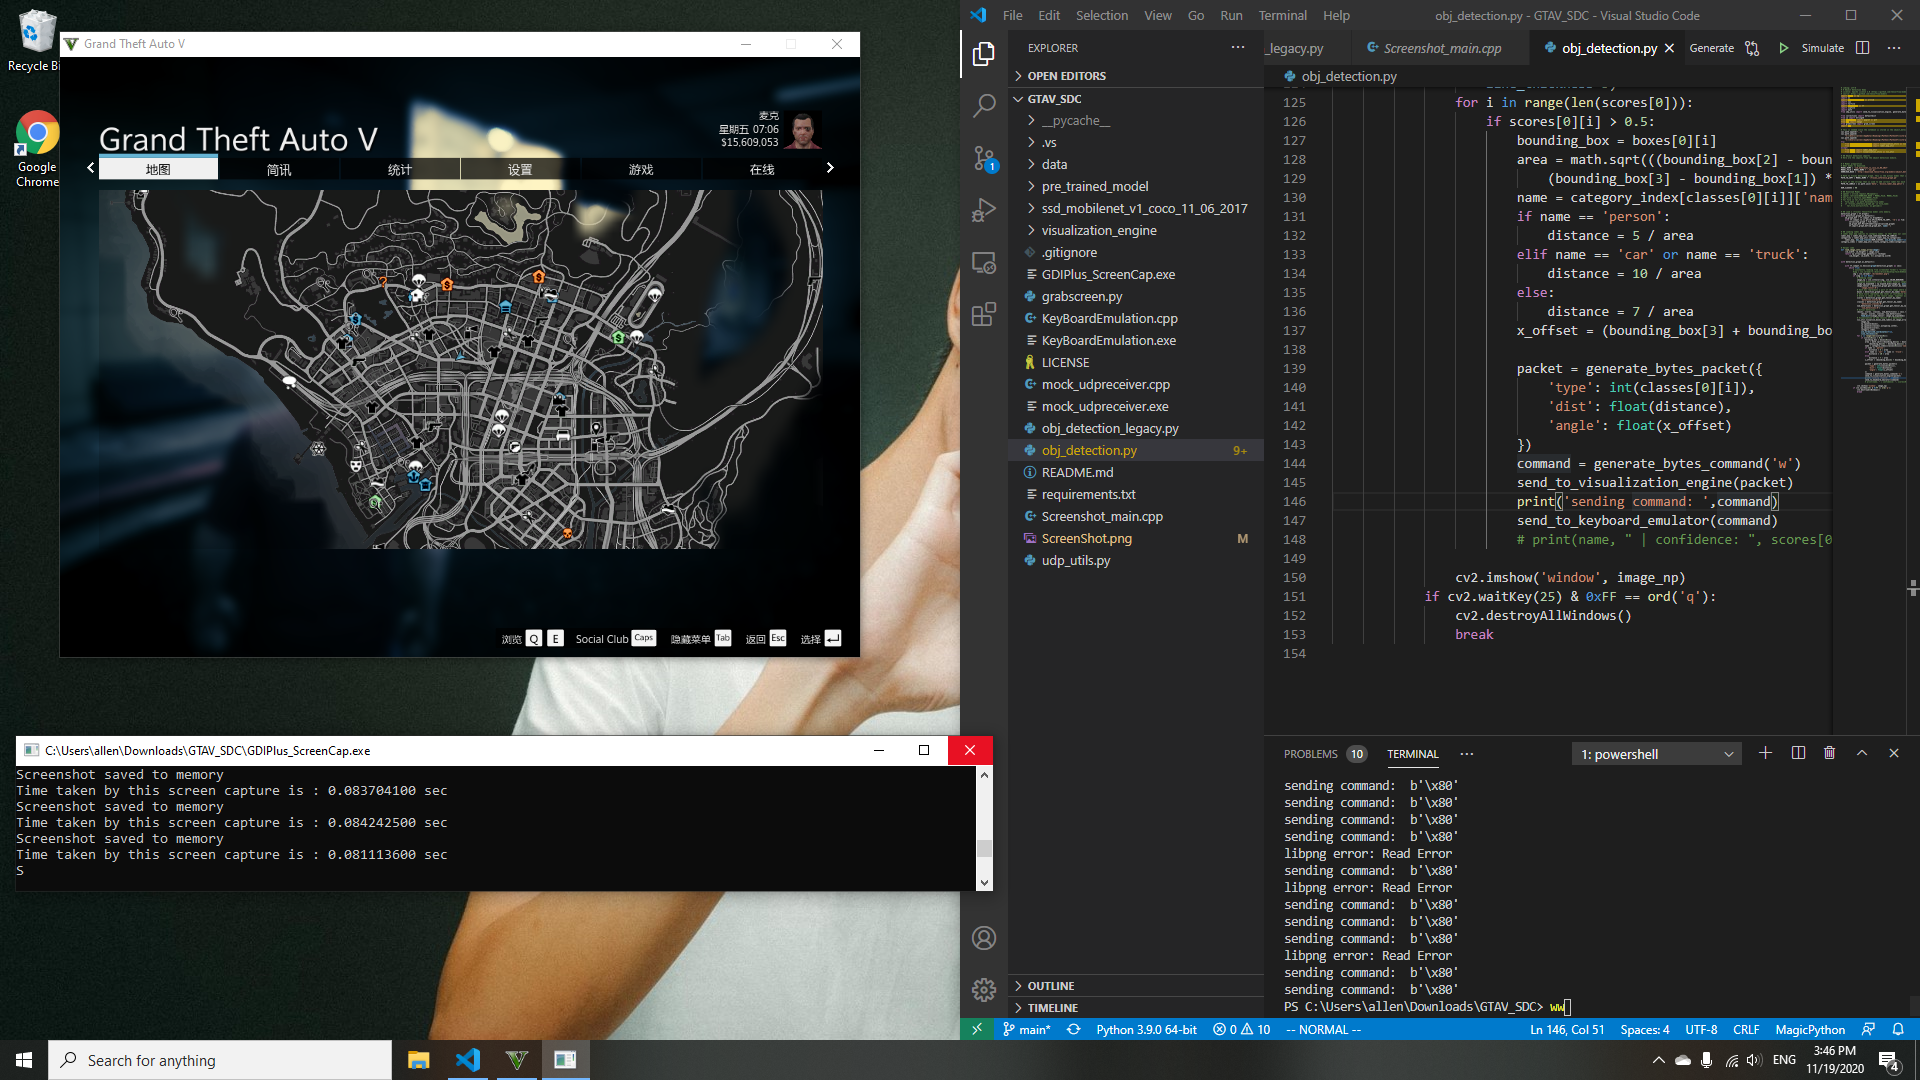 Recycle Bi
Google
Chrome
Grand Theft Auto V
Grand Theft Auto V
麦克
星期五 07:06
$15,609,053
地图
简讯
统计
设置
游戏
在线
浏览 Q E Social Club Caps 隐藏菜单 Tab 返回 Esc 选择
C:\Users\allen\Downloads\GTAV_SDC\GDIPlus_ScreenCap.exe
Screenshot saved to memory
Time taken by this screen capture is : 0.083704100 sec
Screenshot saved to memory
Time taken by this screen capture is : 0.084242500 sec
Screenshot saved to memory
Time taken by this screen capture is : 0.081113600 sec
S
File Edit Selection View Go Run Terminal Help
obj_detection.py - GTAV_SDC - Visual Studio Code
EXPLORER
OPEN EDITORS
GTAV_SDC
__pycache__
.vs
data
pre_trained_model
ssd_mobilenet_v1_coco_11_06_2017
visualization_engine
.gitignore
GDIPlus_ScreenCap.exe
grabscreen.py
KeyBoardEmulation.cpp
KeyBoardEmulation.exe
LICENSE
mock_udpreceiver.cpp
mock_udpreceiver.exe
obj_detection_legacy.py
obj_detection.py 9+
README.md
requirements.txt
Screenshot_main.cpp
ScreenShot.png M
udp_utils.py
OUTLINE
TIMELINE
1
_legacy.py
Screenshot_main.cpp
obj_detection.py
Generate
Simulate
obj_detection.py
125 for i in range(len(scores[0])):
126 if scores[0][i] > 0.5:
127 bounding_box = boxes[0][i]
128 area = math.sqrt(((bounding_box[2] - boun
129 (bounding_box[3] - bounding_box[1]) *
130 name = category_index[classes[0][i]]['nam
131 if name == 'person':
132 distance = 5 / area
133 elif name == 'car' or name == 'truck':
134 distance = 10 / area
135 else:
136 distance = 7 / area
137 x_offset = (bounding_box[3] + bounding_bo
138
139 packet = generate_bytes_packet({
140 'type': int(classes[0][i]),
141 'dist': float(distance),
142 'angle': float(x_offset)
143 })
144 command = generate_bytes_command('w')
145 send_to_visualization_engine(packet)
146 print('sending command: ',command)
147 send_to_keyboard_emulator(command)
148 # print(name, " | confidence: ", scores[0
149
150 cv2.imshow('window', image_np)
151 if cv2.waitKey(25) & 0xFF == ord('q'):
152 cv2.destroyAllWindows()
153 break
154
PROBLEMS 10 TERMINAL ··· 1: powershell
sending command:  b'\x80'
sending command:  b'\x80'
sending command:  b'\x80'
sending command:  b'\x80'
libpng error: Read Error
sending command:  b'\x80'
libpng error: Read Error
sending command:  b'\x80'
sending command:  b'\x80'
sending command:  b'\x80'
libpng error: Read Error
sending command:  b'\x80'
sending command:  b'\x80'
PS C:\Users\allen\Downloads\GTAV_SDC> ww
main* Python 3.9.0 64-bit 0 10 -- NORMAL -- Ln 146, Col 51 Spaces: 4 UTF-8 CRLF MagicPython
Search for anything
ENG
3:46 PM
11/19/2020
4